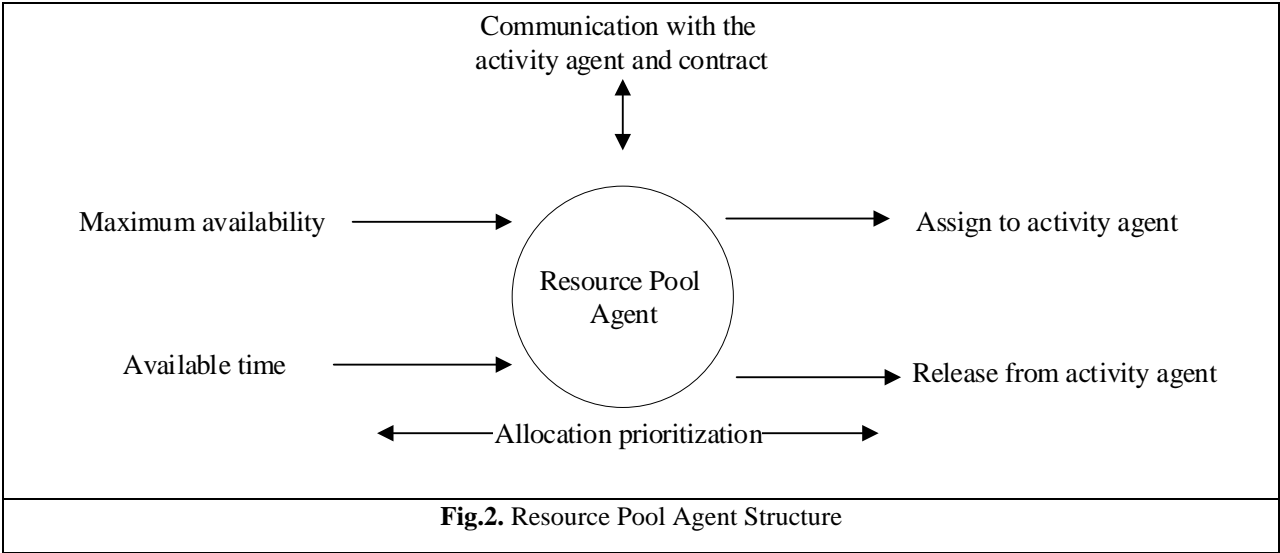 Communication with the
activity agent and contract
Maximum availability
Assign to activity agent
Resource Pool
Agent
Available time
Release from activity agent
Allocation prioritization
Fig.2. Resource Pool Agent Structure